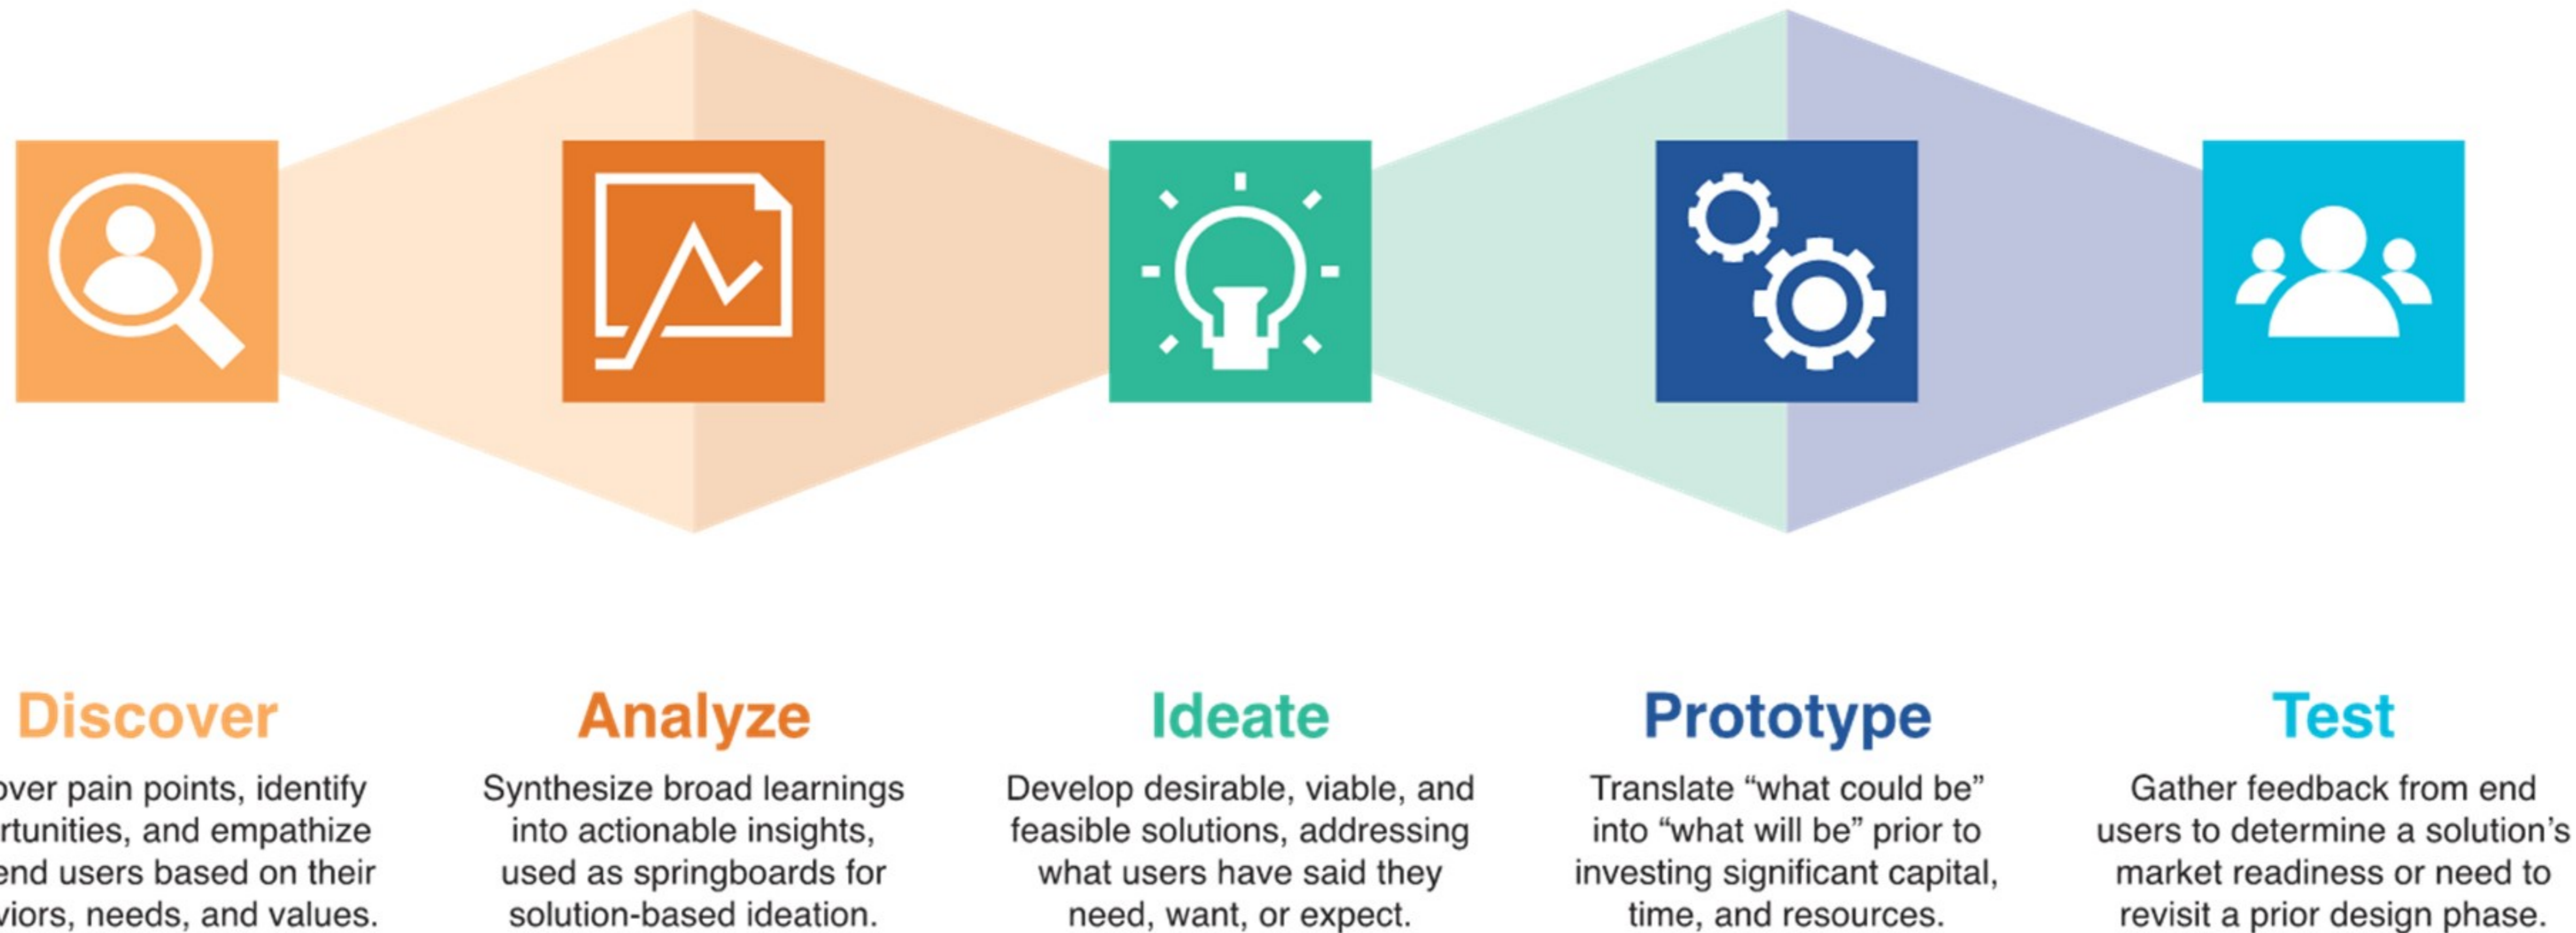 Discover
pain points, identify
and empathize
end users based on their
needs, and values.
Analyze
Synthesize broad learnings
into actionable insights,
used as springboards for
solution-based ideation.
Ideate
Develop desirable, viable, and
feasible solutions, addressing
what users have said they
need, want, or expect.
Prototype
Translate “what could be”
into “what will be” prior to
investing significant capital,
time, and resources.
Test
Gather feedback from end
users to determine a solution’s
market readiness or need to
revisit a prior design phase.